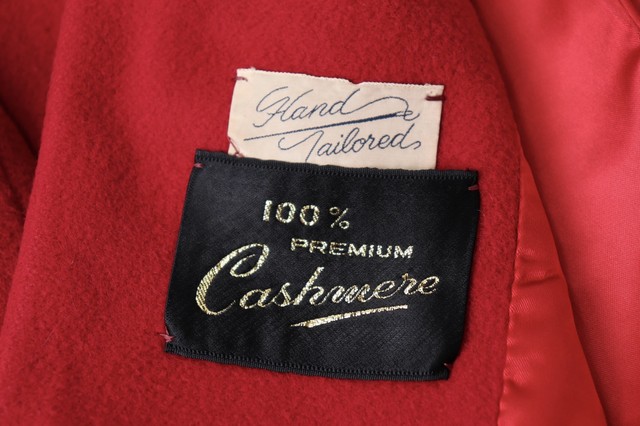 Hand
Tailored
100%
PREMIUM
Cashmere